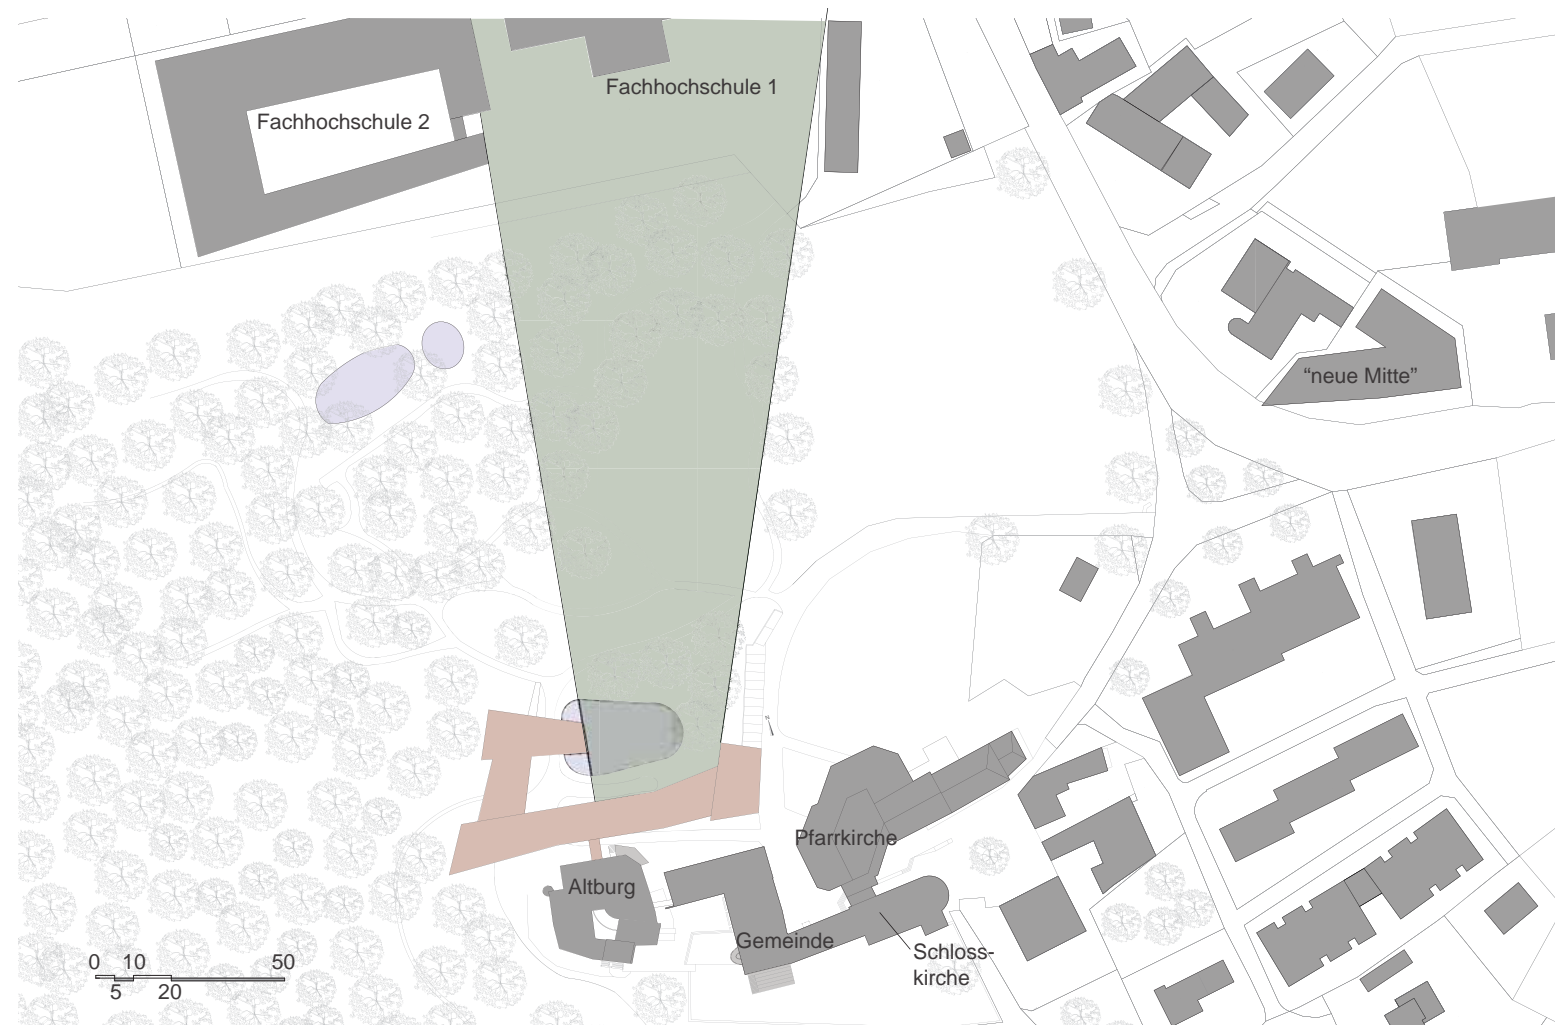 Fachhochschule 1
Fachhochschule 2
“neue Mitte”
Pfarrkirche
Altburg
Gemeinde
Schloss-
kirche
0 10 50
5 20